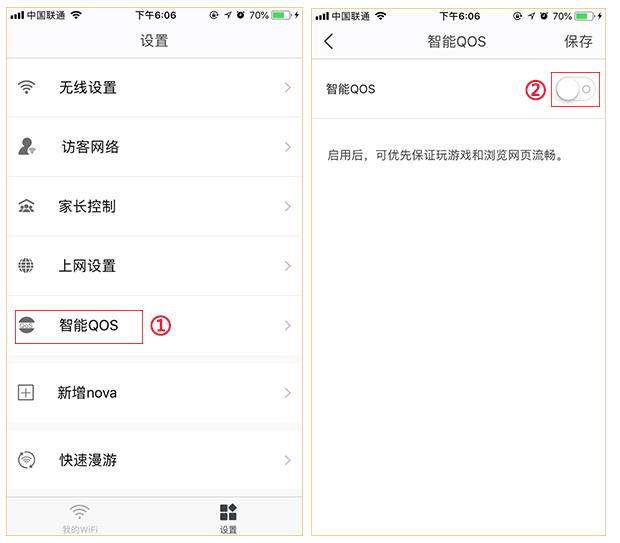 中国联通 下午6:06 70%
设置
无线设置
访客网络
家长控制
上网设置
智能QOS ①
新增nova
快速漫游
我的WiFi 设置
中国联通 下午6:06 70%
智能QOS 保存
智能QOS ②
启用后，可优先保证玩游戏和浏览网页流畅。